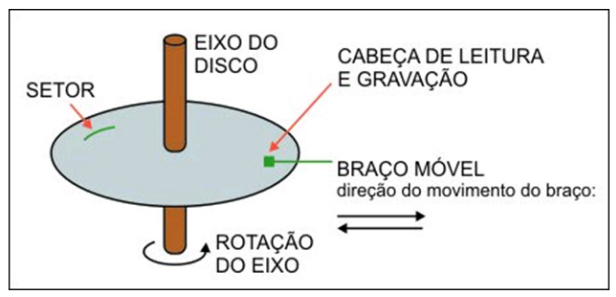 EIXO DO
DISCO
SETOR
CABEÇA DE LEITURA
E GRAVAÇÃO
BRAÇO MÓVEL
direção do movimento do braço:
ROTAÇÃO
DO EIXO